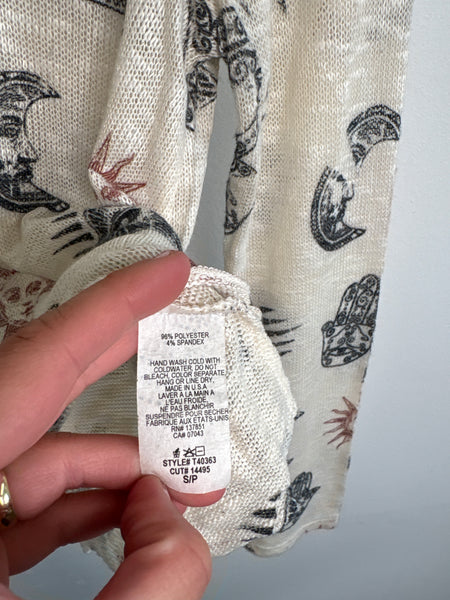 96% POLYESTER
4% SPANDEX
HAND WASH COLD WITH
COLDWATER, DO NOT
BLEACH, COLOR SEPARATE,
HANG OR LINE DRY.
MADE IN U.S.A
LAVER A LA MAIN A
L'EAU FROIDE,
NE PAS BLANCHIR
SUSPENDRE POUR SECHER
FABRIQUE AUX ETATS-UNIS
RN# 137851
CA# 07043
STYLE# T40363
CUT# 14495
S/P